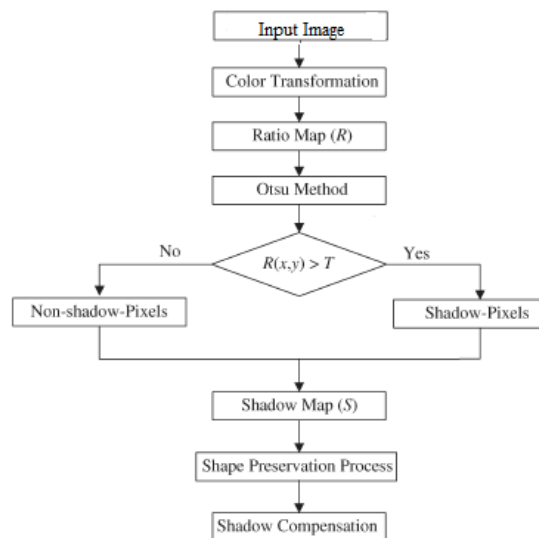 Input Image
Color Transformation
Ratio Map (R)
Otsu Method
No
Yes
R(x,y) > T
Non-shadow-Pixels
Shadow-Pixels
Shadow Map (S)
Shape Preservation Process
Shadow Compensation